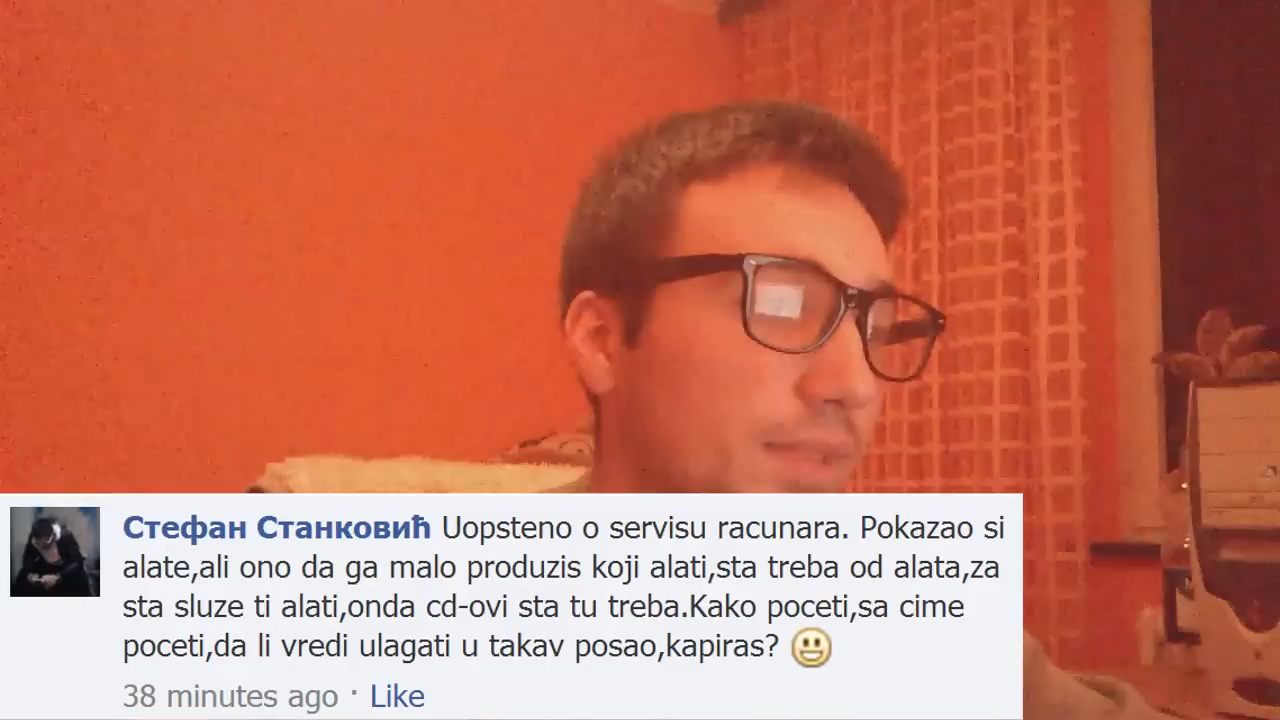 Стефан Станковић Uopsteno o servisu racunara. Pokazao si
alate,ali ono da ga malo produzis koji alati,sta treba od alata,za
sta sluze ti alati,onda cd-ovi sta tu treba.Kako poceti,sa cime
poceti,da li vredi ulagati u takav posao,kapiras? 😃
38 minutes ago · Like